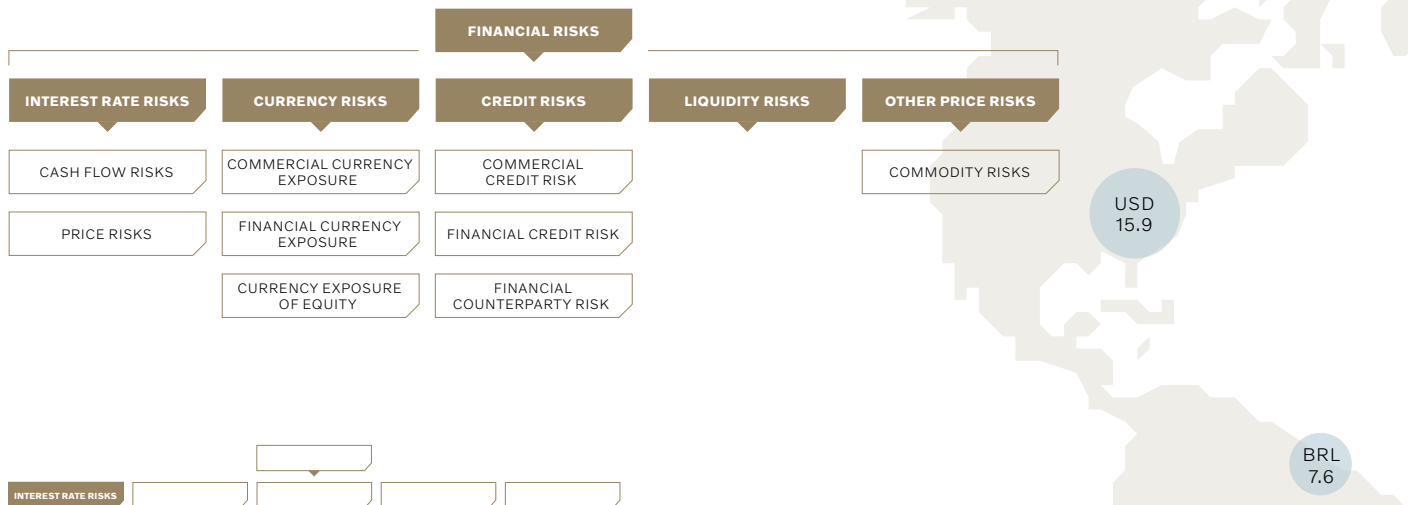 FINANCIAL RISKS
INTEREST RATE RISKS
CURRENCY RISKS
CREDIT RISKS
LIQUIDITY RISKS
OTHER PRICE RISKS
CASH FLOW RISKS
COMMERCIAL CURRENCY
EXPOSURE
COMMERCIAL
CREDIT RISK
COMMODITY RISKS
PRICE RISKS
FINANCIAL CURRENCY
EXPOSURE
FINANCIAL CREDIT RISK
CURRENCY EXPOSURE
OF EQUITY
FINANCIAL
COUNTERPARTY RISK
USD
15.9
BRL
7.6
INTEREST RATE RISKS